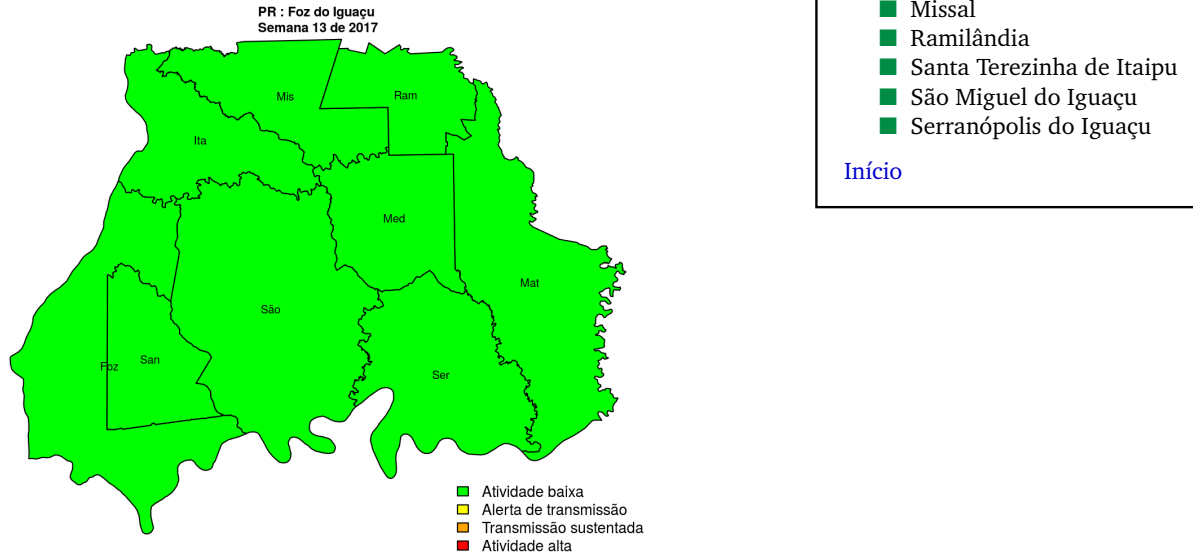 PR : Foz do Iguaçu
Semana 13 de 2017
Mis
Ram
Ita
Med
Mat
São
Foz
San
Ser
Atividade baixa
Alerta de transmissão
Transmissão sustentada
Atividade alta
Missal
Ramilândia
Santa Terezinha de Itaipu
São Miguel do Iguaçu
Serranópolis do Iguaçu
Início